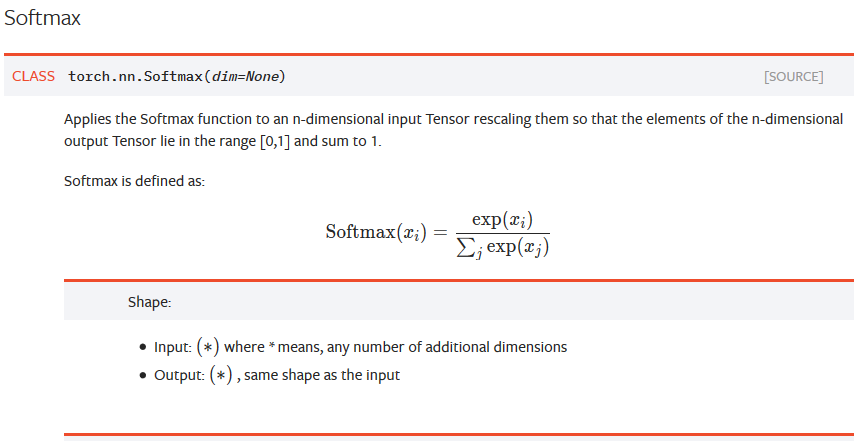 Softmax
CLASS torch.nn.Softmax(dim=None) [SOURCE]
Applies the Softmax function to an n-dimensional input Tensor rescaling them so that the elements of the n-dimensional
output Tensor lie in the range [0,1] and sum to 1.
Softmax is defined as:
Softmax(x_i) = exp(x_i) / ∑_j exp(x_j)
Shape:
• Input: (∗) where * means, any number of additional dimensions
• Output: (∗) , same shape as the input